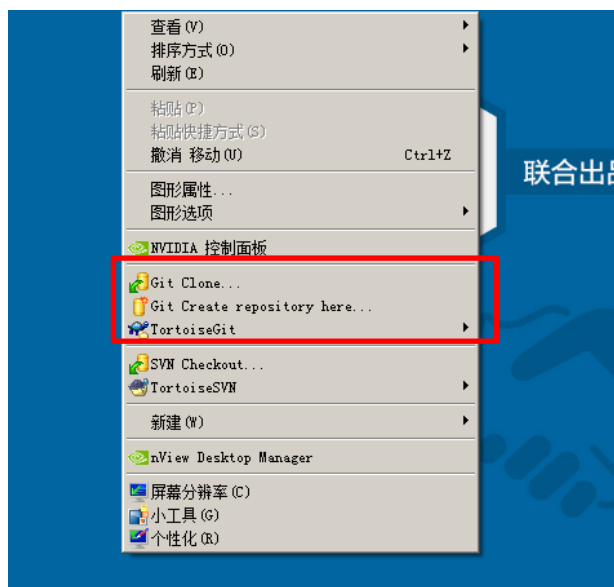 查看(V)
排序方式(O)
刷新(E)
粘贴(P)
粘贴快捷方式(S)
撤消 移动(U) Ctrl+Z
联合出品
图形属性...
图形选项
NVIDIA 控制面板
Git Clone...
Git Create repository here...
TortoiseGit
SVN Checkout...
TortoiseSVN
新建(W)
nView Desktop Manager
屏幕分辨率(C)
小工具(G)
个性化(R)